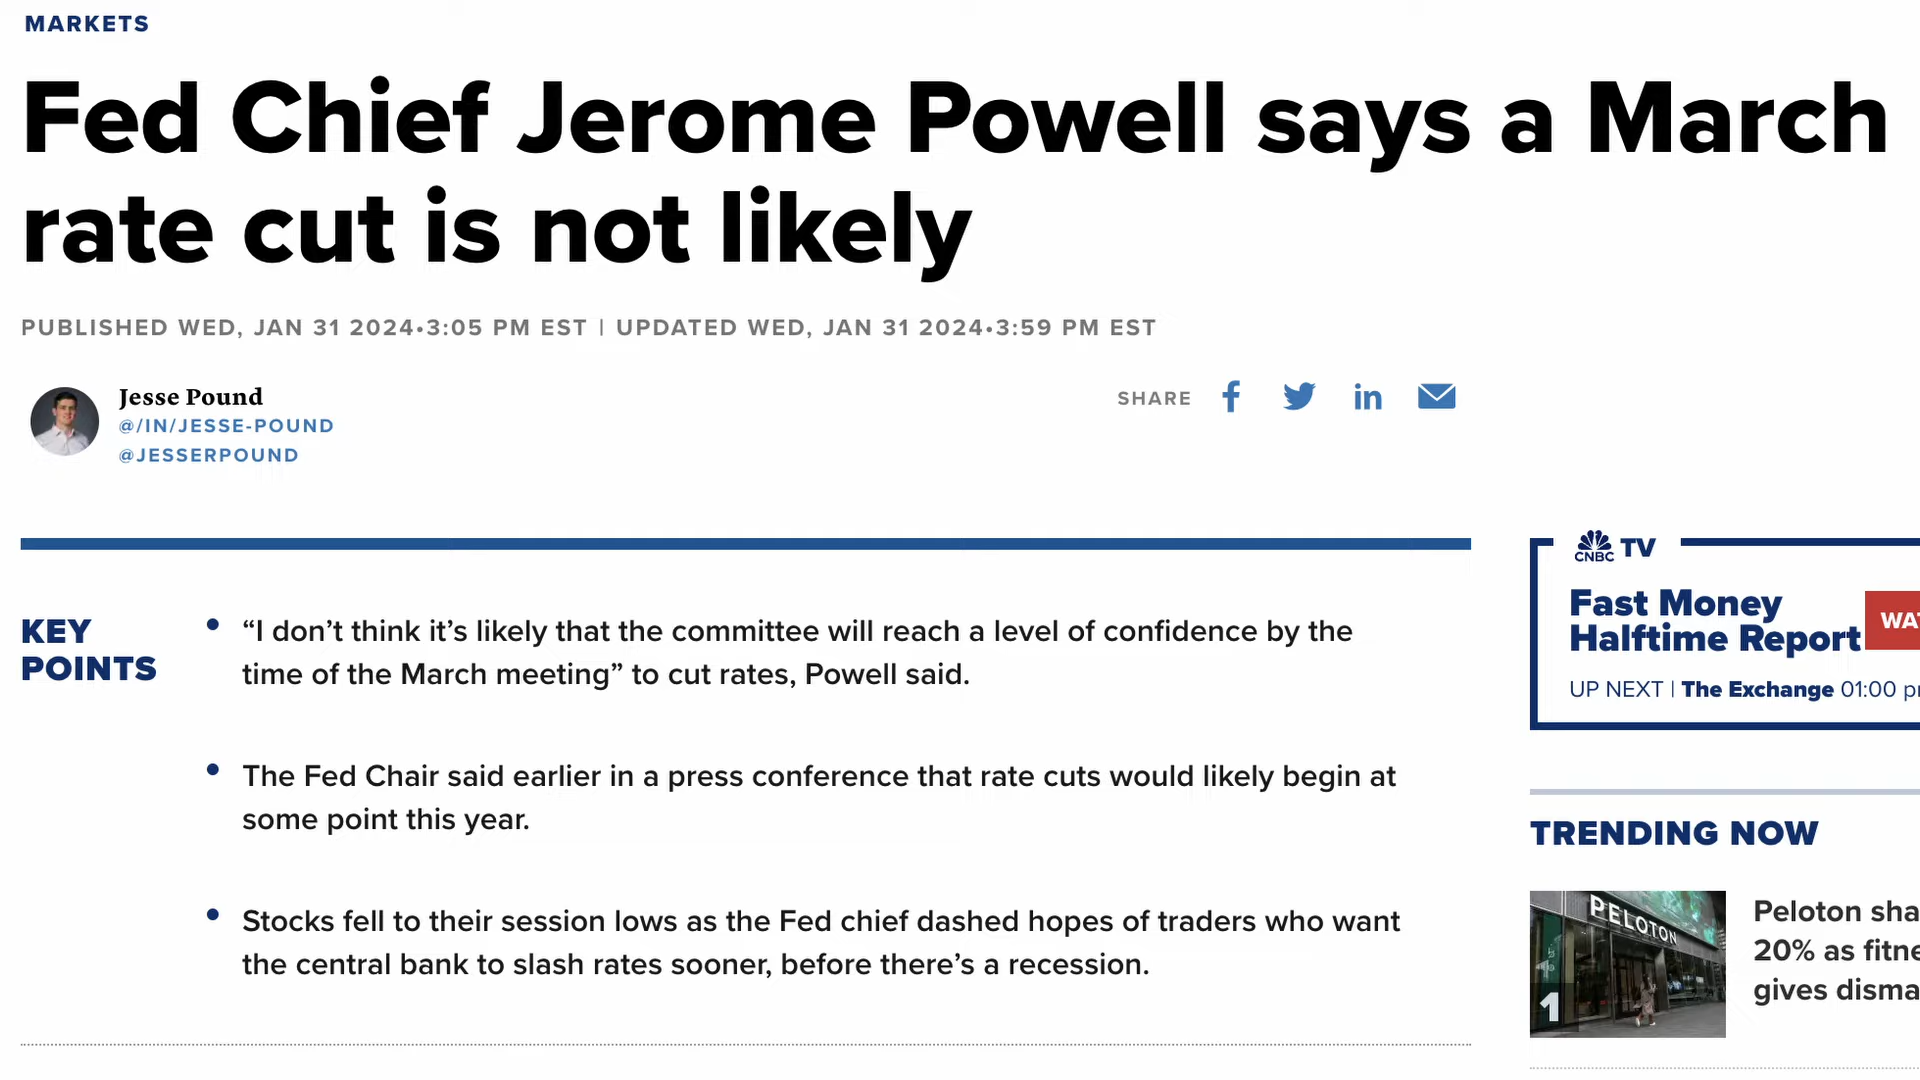 MARKETS
Fed Chief Jerome Powell says a March
rate cut is not likely
PUBLISHED WED, JAN 31 2024•3:05 PM EST | UPDATED WED, JAN 31 2024•3:59 PM EST
Jesse Pound
@/IN/JESSE-POUND
@JESSERPOUND
SHARE
KEY
POINTS
• “I don’t think it’s likely that the committee will reach a level of confidence by the
time of the March meeting” to cut rates, Powell said.
• The Fed Chair said earlier in a press conference that rate cuts would likely begin at
some point this year.
• Stocks fell to their session lows as the Fed chief dashed hopes of traders who want
the central bank to slash rates sooner, before there’s a recession.
CNBC TV
Fast Money
Halftime Report
UP NEXT | The Exchange 01:00
TRENDING NOW
PELOTON
1
Peloton
20% as
gives